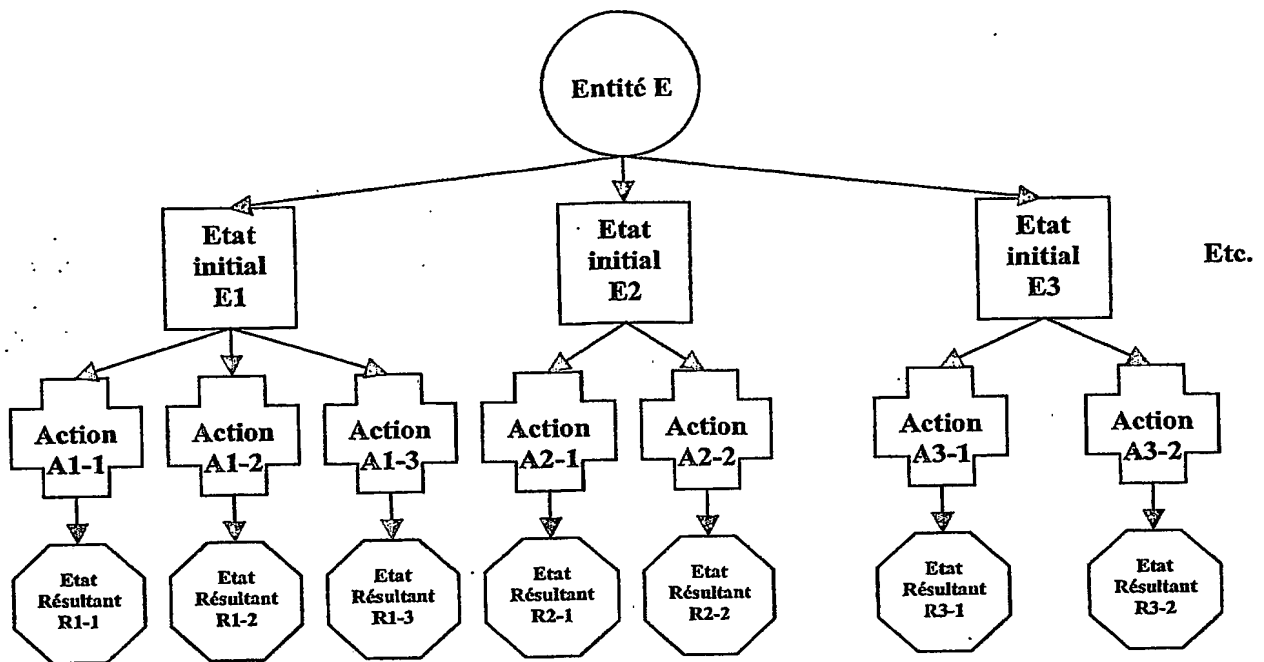 Entité E
Etat
initial
E1
Etat
initial
E2
Etat
initial
E3
Etc.
Action
A1-1
Action
A1-2
Action
A1-3
Action
A2-1
Action
A2-2
Action
A3-1
Action
A3-2
Etat
Résultant
R1-1
Etat
Résultant
R1-2
Etat
Résultant
R1-3
Etat
Résultant
R2-1
Etat
Résultant
R2-2
Etat
Résultant
R3-1
Etat
Résultant
R3-2